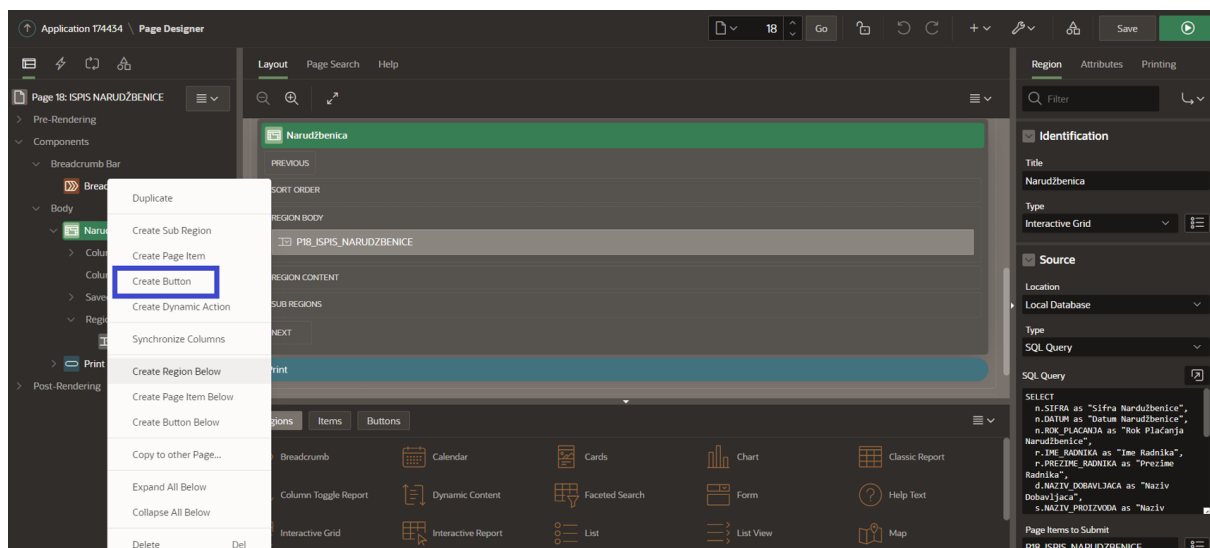 Application 174434 \ Page Designer
18
Go
Save
Layout Page Search Help
Region Attributes Printing
Page 18: ISPIS NARUDŽBENICE
Pre-Rendering
Components
Breadcrumb Bar
Body
Print
Post-Rendering
Duplicate
Create Sub Region
Create Page Item
Create Button
Create Dynamic Action
Synchronize Columns
Create Region Below
Create Page Item Below
Create Button Below
Copy to other Page...
Expand All Below
Collapse All Below
Delete Del
Narudžbenica
PREVIOUS
SORT ORDER
REGION BODY
P18_ISPIS_NARUDZBENICE
REGION CONTENT
SUB REGIONS
NEXT
Items Buttons
Breadcrumb Calendar Cards Chart Classic Report
Column Toggle Report Dynamic Content Faceted Search Form Help Text
Interactive Grid Interactive Report List List View Map
Filter
Identification
Title
Narudžbenica
Type
Interactive Grid
Source
Location
Local Database
Type
SQL Query
SQL Query
SELECT
n.SIFRA as "Sifra Nardužbenice",
n.DATUM as "Datum Narudžbenice",
n.ROK_PLACANJA as "Rok Plaćanja
Narudžbenice",
r.IME_RADNIKA as "Ime Radnika",
r.PREZIME_RADNIKA as "Prezime
Radnika",
d.NAZIV_DOBAVLJACA as "Naziv
Dobavljaca",
s.NAZIV_PROIZVODA as "Naziv
Page Items to Submit
P18_ISPIS_NARUDZBENICE